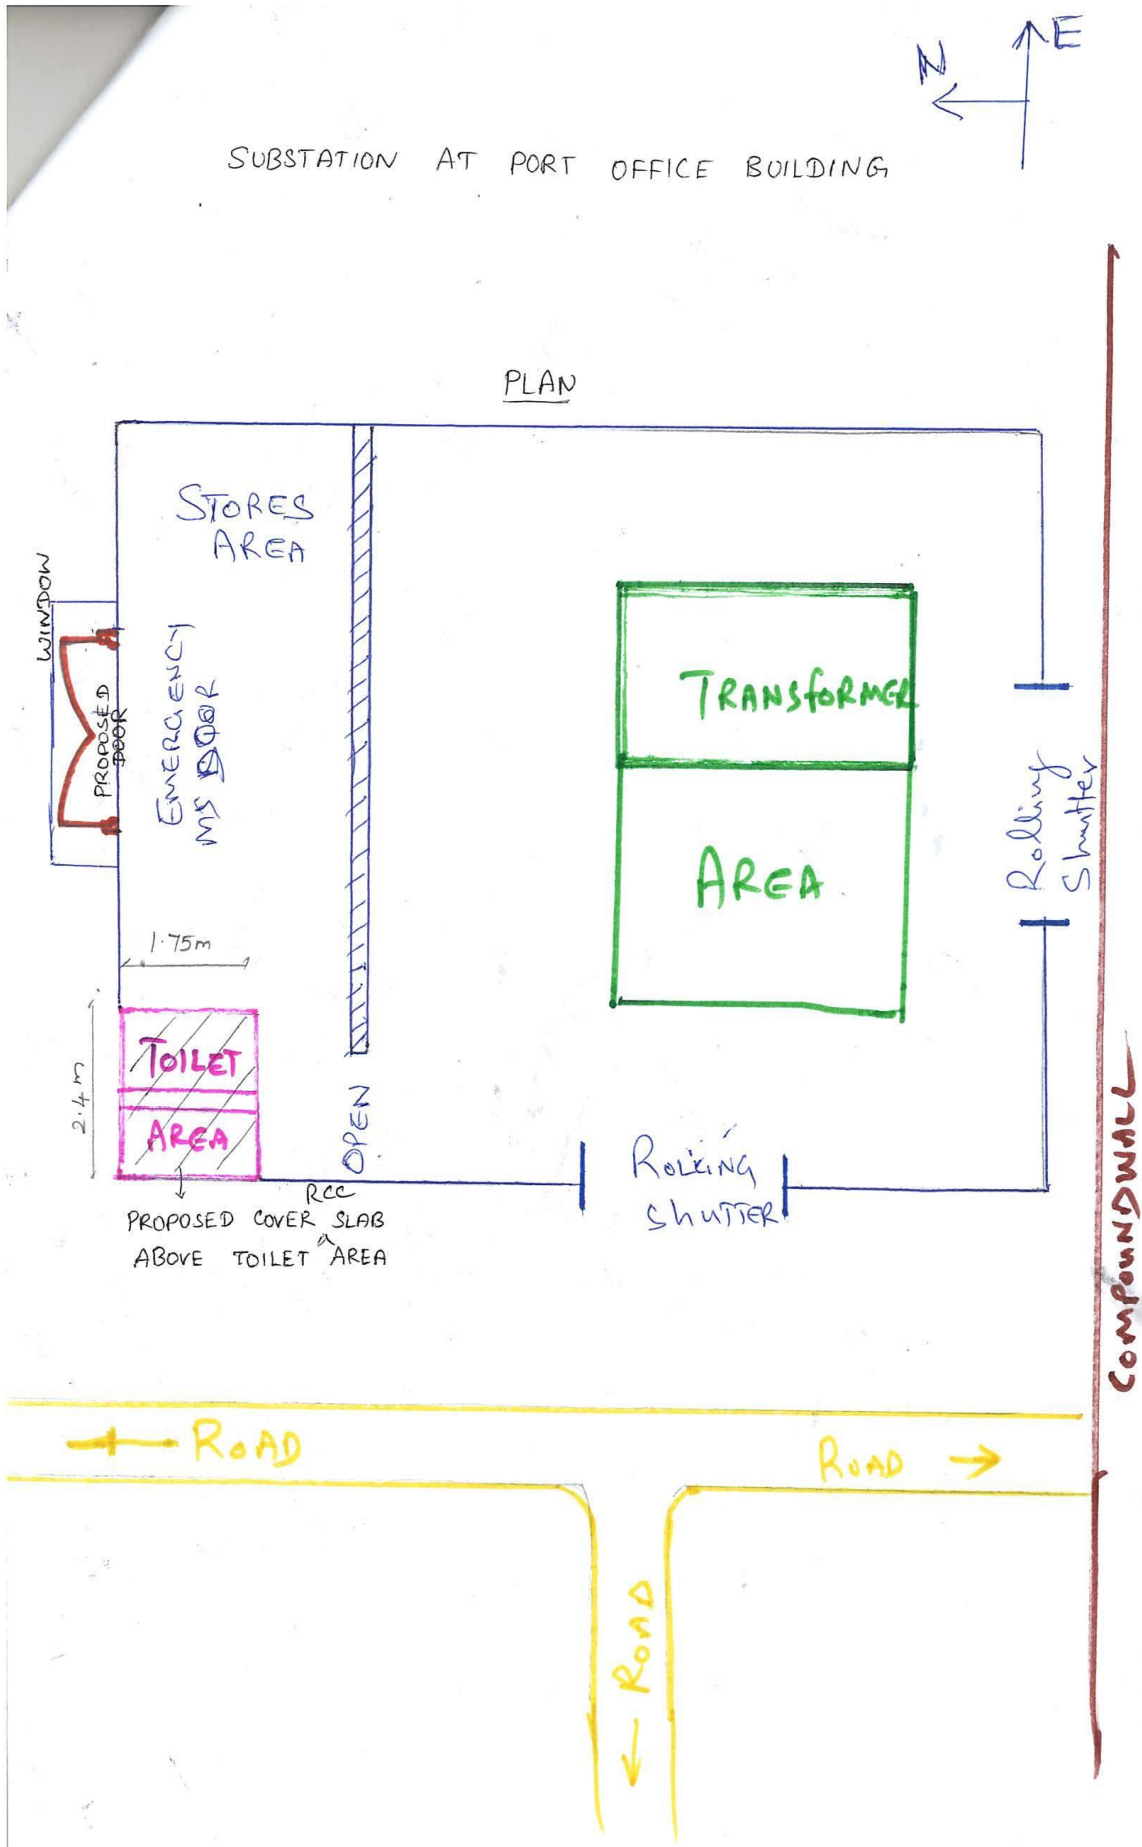 N
E
SUBSTATION AT PORT OFFICE BUILDING
PLAN
STORES
AREA
WINDOW
PROPOSED
DOOR
EMERGENCY
MS DOOR
TRANSFORMER
AREA
Rolling
Shutter
1.75m
2.4m
TOILET
AREA
OPEN
ROLLING
ShUTTER
RCC
PROPOSED COVER SLAB
ABOVE TOILET AREA
COMPOUNDWALL
ROAD
ROAD
ROAD